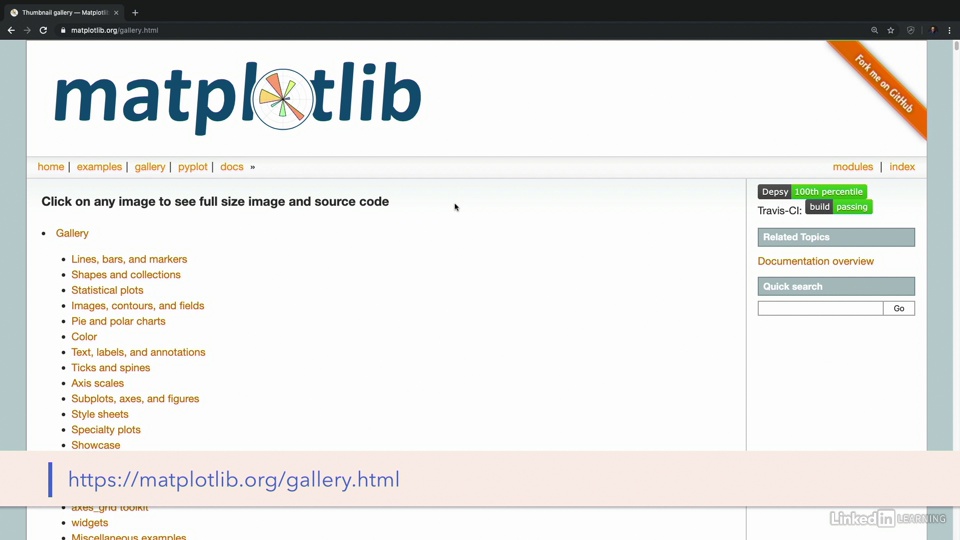 Thumbnail gallery — Matplotli
matplotlib.org/gallery.html
matplotlib
Fork me on GitHub
home | examples | gallery | pyplot | docs »
modules | index
Click on any image to see full size image and source code
Depsy 100th percentile
Travis-CI: build passing
Gallery
Related Topics
Lines, bars, and markers
Documentation overview
Shapes and collections
Statistical plots
Quick search
Images, contours, and fields
Go
Pie and polar charts
Color
Text, labels, and annotations
Ticks and spines
Axis scales
Subplots, axes, and figures
Style sheets
Specialty plots
Showcase
https://matplotlib.org/gallery.html
axes_grid toolkit
widgets
Miscellaneous examples
LinkedIn LEARNING